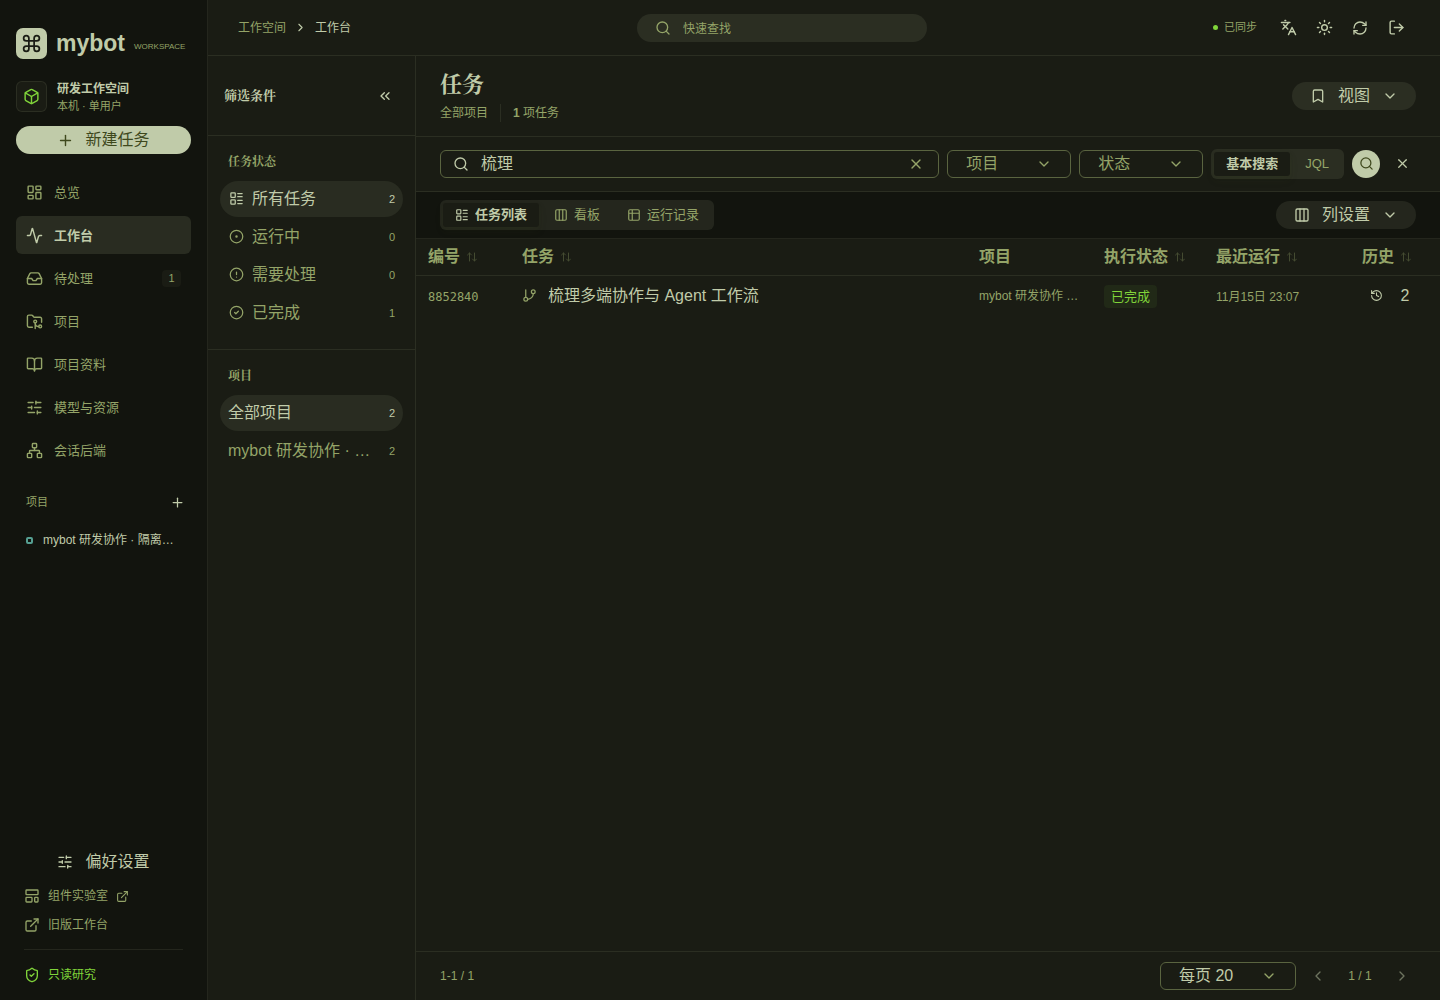 mybot WORKSPACE
研发工作空间
本机 · 单用户
新建任务
总览
工作台
待处理 1
项目
项目资料
模型与资源
会话后端
项目
mybot 研发协作 · 隔离…
偏好设置
组件实验室
旧版工作台
只读研究
工作空间 工作台
快速查找
已同步
筛选条件
任务状态
所有任务 2
运行中 0
需要处理 0
已完成 1
项目
全部项目 2
mybot 研发协作 · … 2
任务
全部项目 1 项任务
视图
梳理 项目 状态 基本搜索 JQL
任务列表 看板 运行记录 列设置
编号 任务 项目 执行状态 最近运行 历史
8852840 梳理多端协作与 Agent 工作流 mybot 研发协作 … 已完成 11月15日 23:07 2
1-1 / 1 每页 20 1 / 1